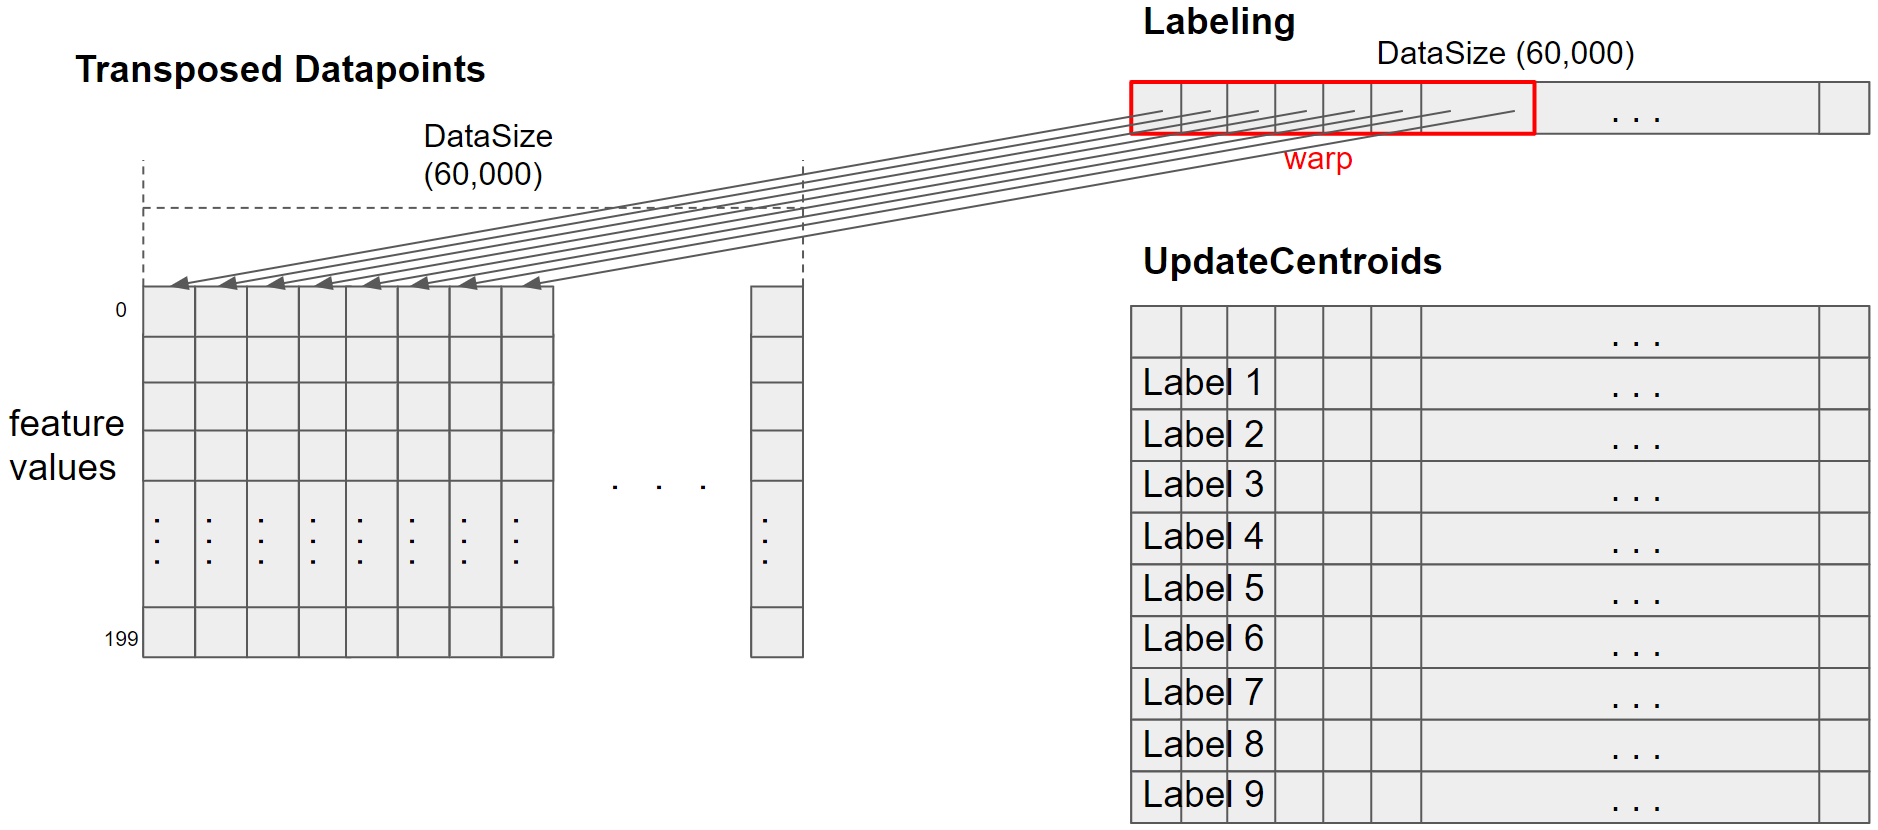 Transposed Datapoints
DataSize
(60,000)
0
feature
values
. . .
199
Labeling
DataSize (60,000)
. . .
warp
UpdateCentroids
. . .
Label 1 . . .
Label 2 . . .
Label 3 . . .
Label 4 . . .
Label 5 . . .
Label 6 . . .
Label 7 . . .
Label 8 . . .
Label 9 . . .